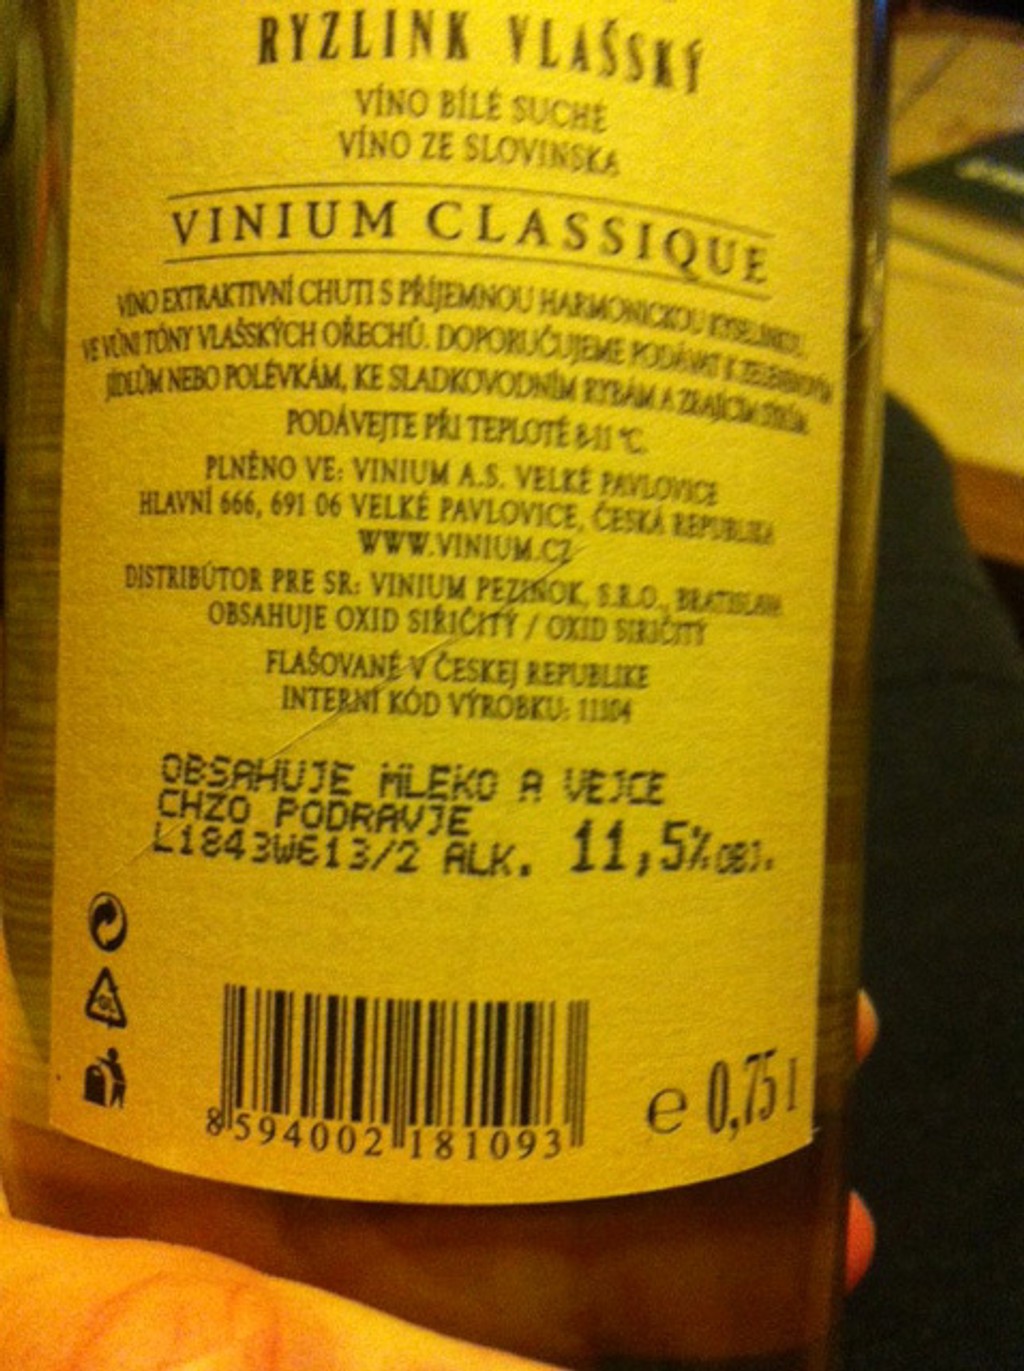 RYZLINK VLAŠSKÝ
VÍNO BÍLÉ SUCHÉ
VÍNO ZE SLOVINSKA
VINIUM CLASSIQUE
VÍNO EXTRAKTIVNÍ CHUTI S PŘÍJEMNOU HARMONICKOU KYSELINKOU,
VE VŮNI TÓNY VLAŠSKÝCH OŘECHŮ. DOPORUČUJEME PODÁVAT K ZELENINOVÝM
JÍDLŮM NEBO POLÉVKÁM, KE SLADKOVODNÍM RYBÁM A ZRAJÍCÍM SÝRŮM.
PODÁVEJTE PŘI TEPLOTĚ 8-11 °C.
PLNĚNO VE: VINIUM A.S. VELKÉ PAVLOVICE
HLAVNÍ 666, 691 06 VELKÉ PAVLOVICE, ČESKÁ REPUBLIKA
WWW.VINIUM.CZ
DISTRIBÚTOR PRE SR: VINIUM PEZINOK, S.R.O., BRATISLAVA
OBSAHUJE OXID SIŘIČITÝ / OXID SIRIČITÝ
FLAŠOVANÉ V ČESKEJ REPUBLIKE
INTERNÍ KÓD VÝROBKU: 11104
OBSAHUJE MLEKO A VEJCE
CHZO PODRAVJE
L1843W613/2 ALK. 11,5% OBJ.
GL
8 594002 181093
e 0,75 l